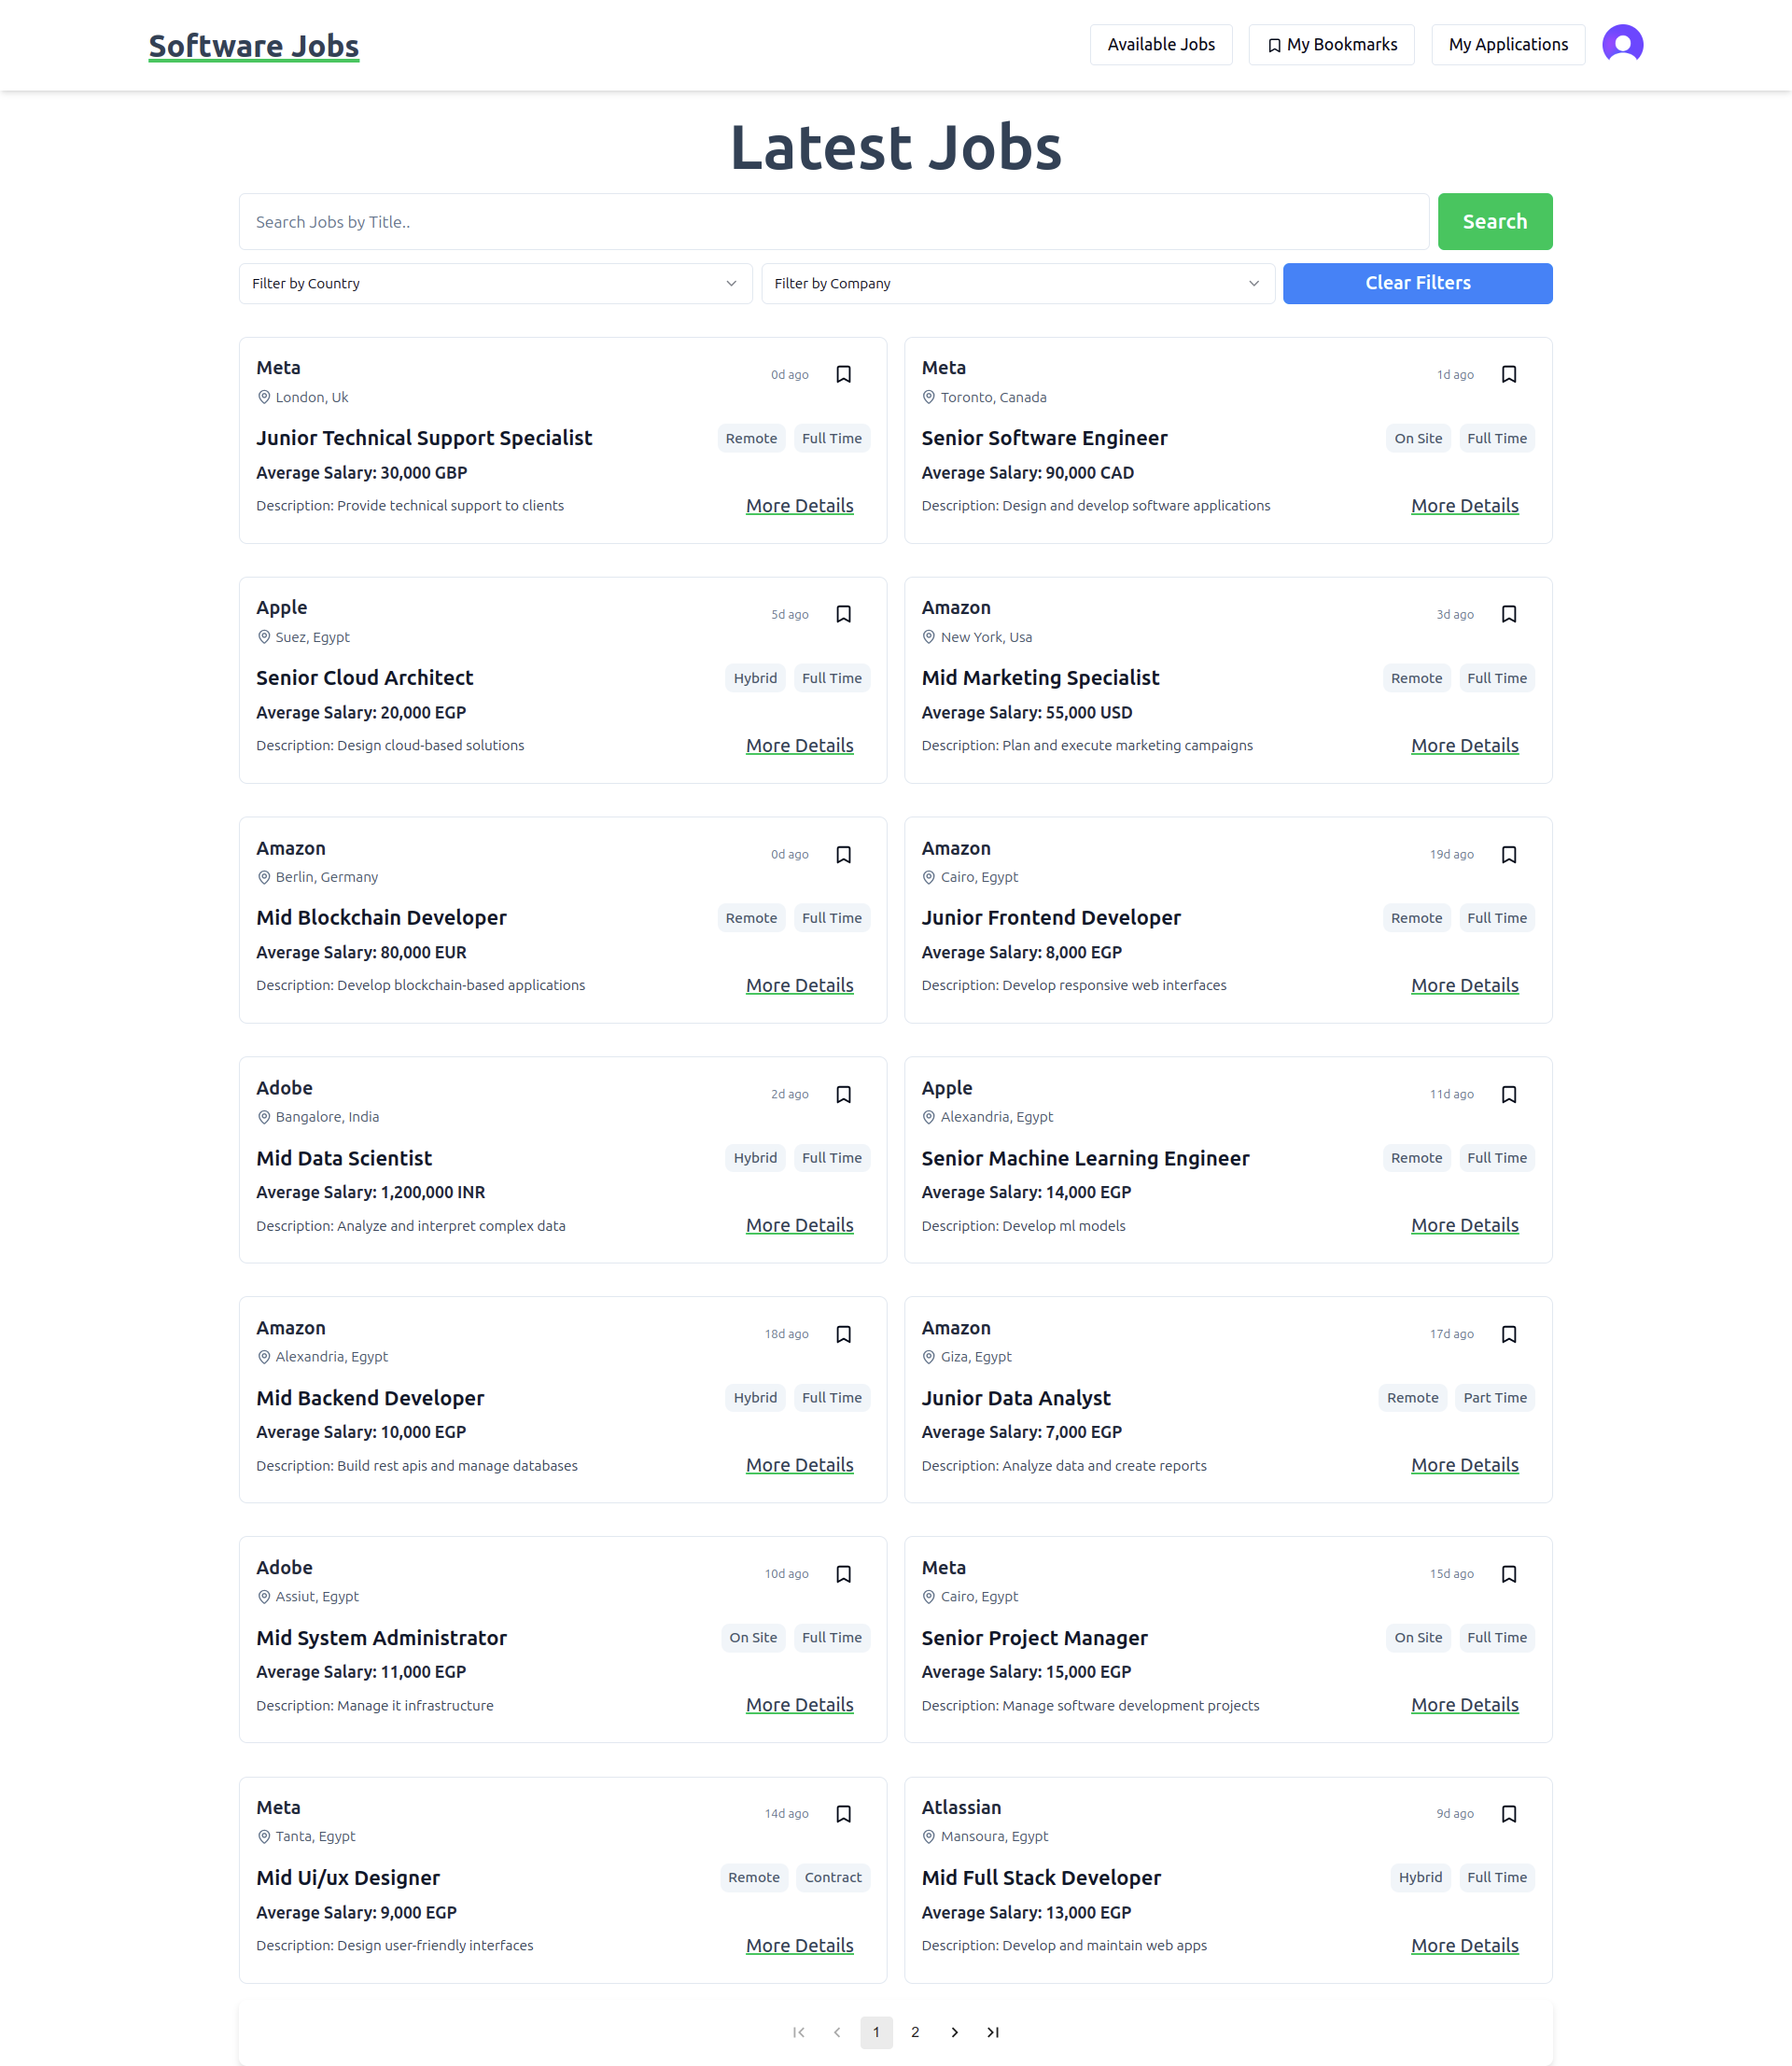 Software Jobs
Available Jobs
My Bookmarks
My Applications
Latest Jobs
Search Jobs by Title..
Search
Filter by Country
Filter by Company
Clear Filters
Meta
0d ago
London, Uk
Junior Technical Support Specialist
Remote
Full Time
Average Salary: 30,000 GBP
Description: Provide technical support to clients
More Details
Meta
1d ago
Toronto, Canada
Senior Software Engineer
On Site
Full Time
Average Salary: 90,000 CAD
Description: Design and develop software applications
More Details
Apple
5d ago
Suez, Egypt
Senior Cloud Architect
Hybrid
Full Time
Average Salary: 20,000 EGP
Description: Design cloud-based solutions
More Details
Amazon
3d ago
New York, Usa
Mid Marketing Specialist
Remote
Full Time
Average Salary: 55,000 USD
Description: Plan and execute marketing campaigns
More Details
Amazon
0d ago
Berlin, Germany
Mid Blockchain Developer
Remote
Full Time
Average Salary: 80,000 EUR
Description: Develop blockchain-based applications
More Details
Amazon
19d ago
Cairo, Egypt
Junior Frontend Developer
Remote
Full Time
Average Salary: 8,000 EGP
Description: Develop responsive web interfaces
More Details
Adobe
2d ago
Bangalore, India
Mid Data Scientist
Hybrid
Full Time
Average Salary: 1,200,000 INR
Description: Analyze and interpret complex data
More Details
Apple
11d ago
Alexandria, Egypt
Senior Machine Learning Engineer
Remote
Full Time
Average Salary: 14,000 EGP
Description: Develop ml models
More Details
Amazon
18d ago
Alexandria, Egypt
Mid Backend Developer
Hybrid
Full Time
Average Salary: 10,000 EGP
Description: Build rest apis and manage databases
More Details
Amazon
17d ago
Giza, Egypt
Junior Data Analyst
Remote
Part Time
Average Salary: 7,000 EGP
Description: Analyze data and create reports
More Details
Adobe
10d ago
Assiut, Egypt
Mid System Administrator
On Site
Full Time
Average Salary: 11,000 EGP
Description: Manage it infrastructure
More Details
Meta
15d ago
Cairo, Egypt
Senior Project Manager
On Site
Full Time
Average Salary: 15,000 EGP
Description: Manage software development projects
More Details
Meta
14d ago
Tanta, Egypt
Mid Ui/ux Designer
Remote
Contract
Average Salary: 9,000 EGP
Description: Design user-friendly interfaces
More Details
Atlassian
9d ago
Mansoura, Egypt
Mid Full Stack Developer
Hybrid
Full Time
Average Salary: 13,000 EGP
Description: Develop and maintain web apps
More Details
1
2